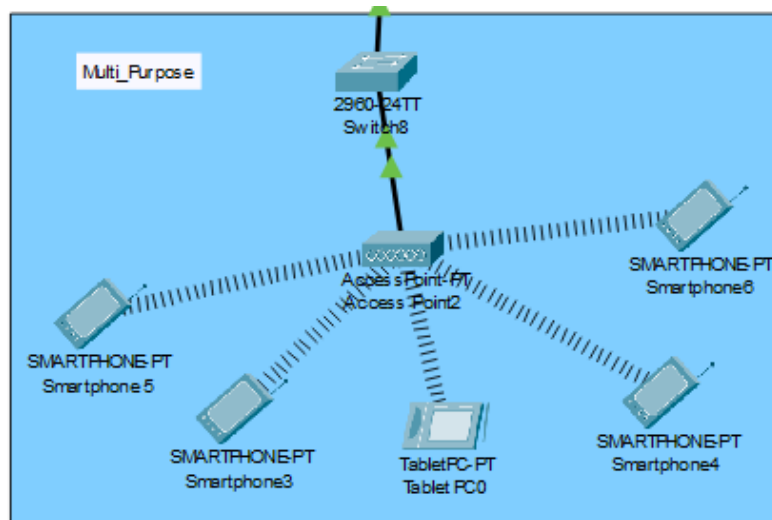 Multi_Purpose
2960-24TT
Switch8
AccessPoint-PT
Access Point2
SMARTPHONE-PT
Smartphone6
SMARTPHONE-PT
Smartphone5
SMARTPHONE-PT
Smartphone3
TabletPC-PT
Tablet PC0
SMARTPHONE-PT
Smartphone4